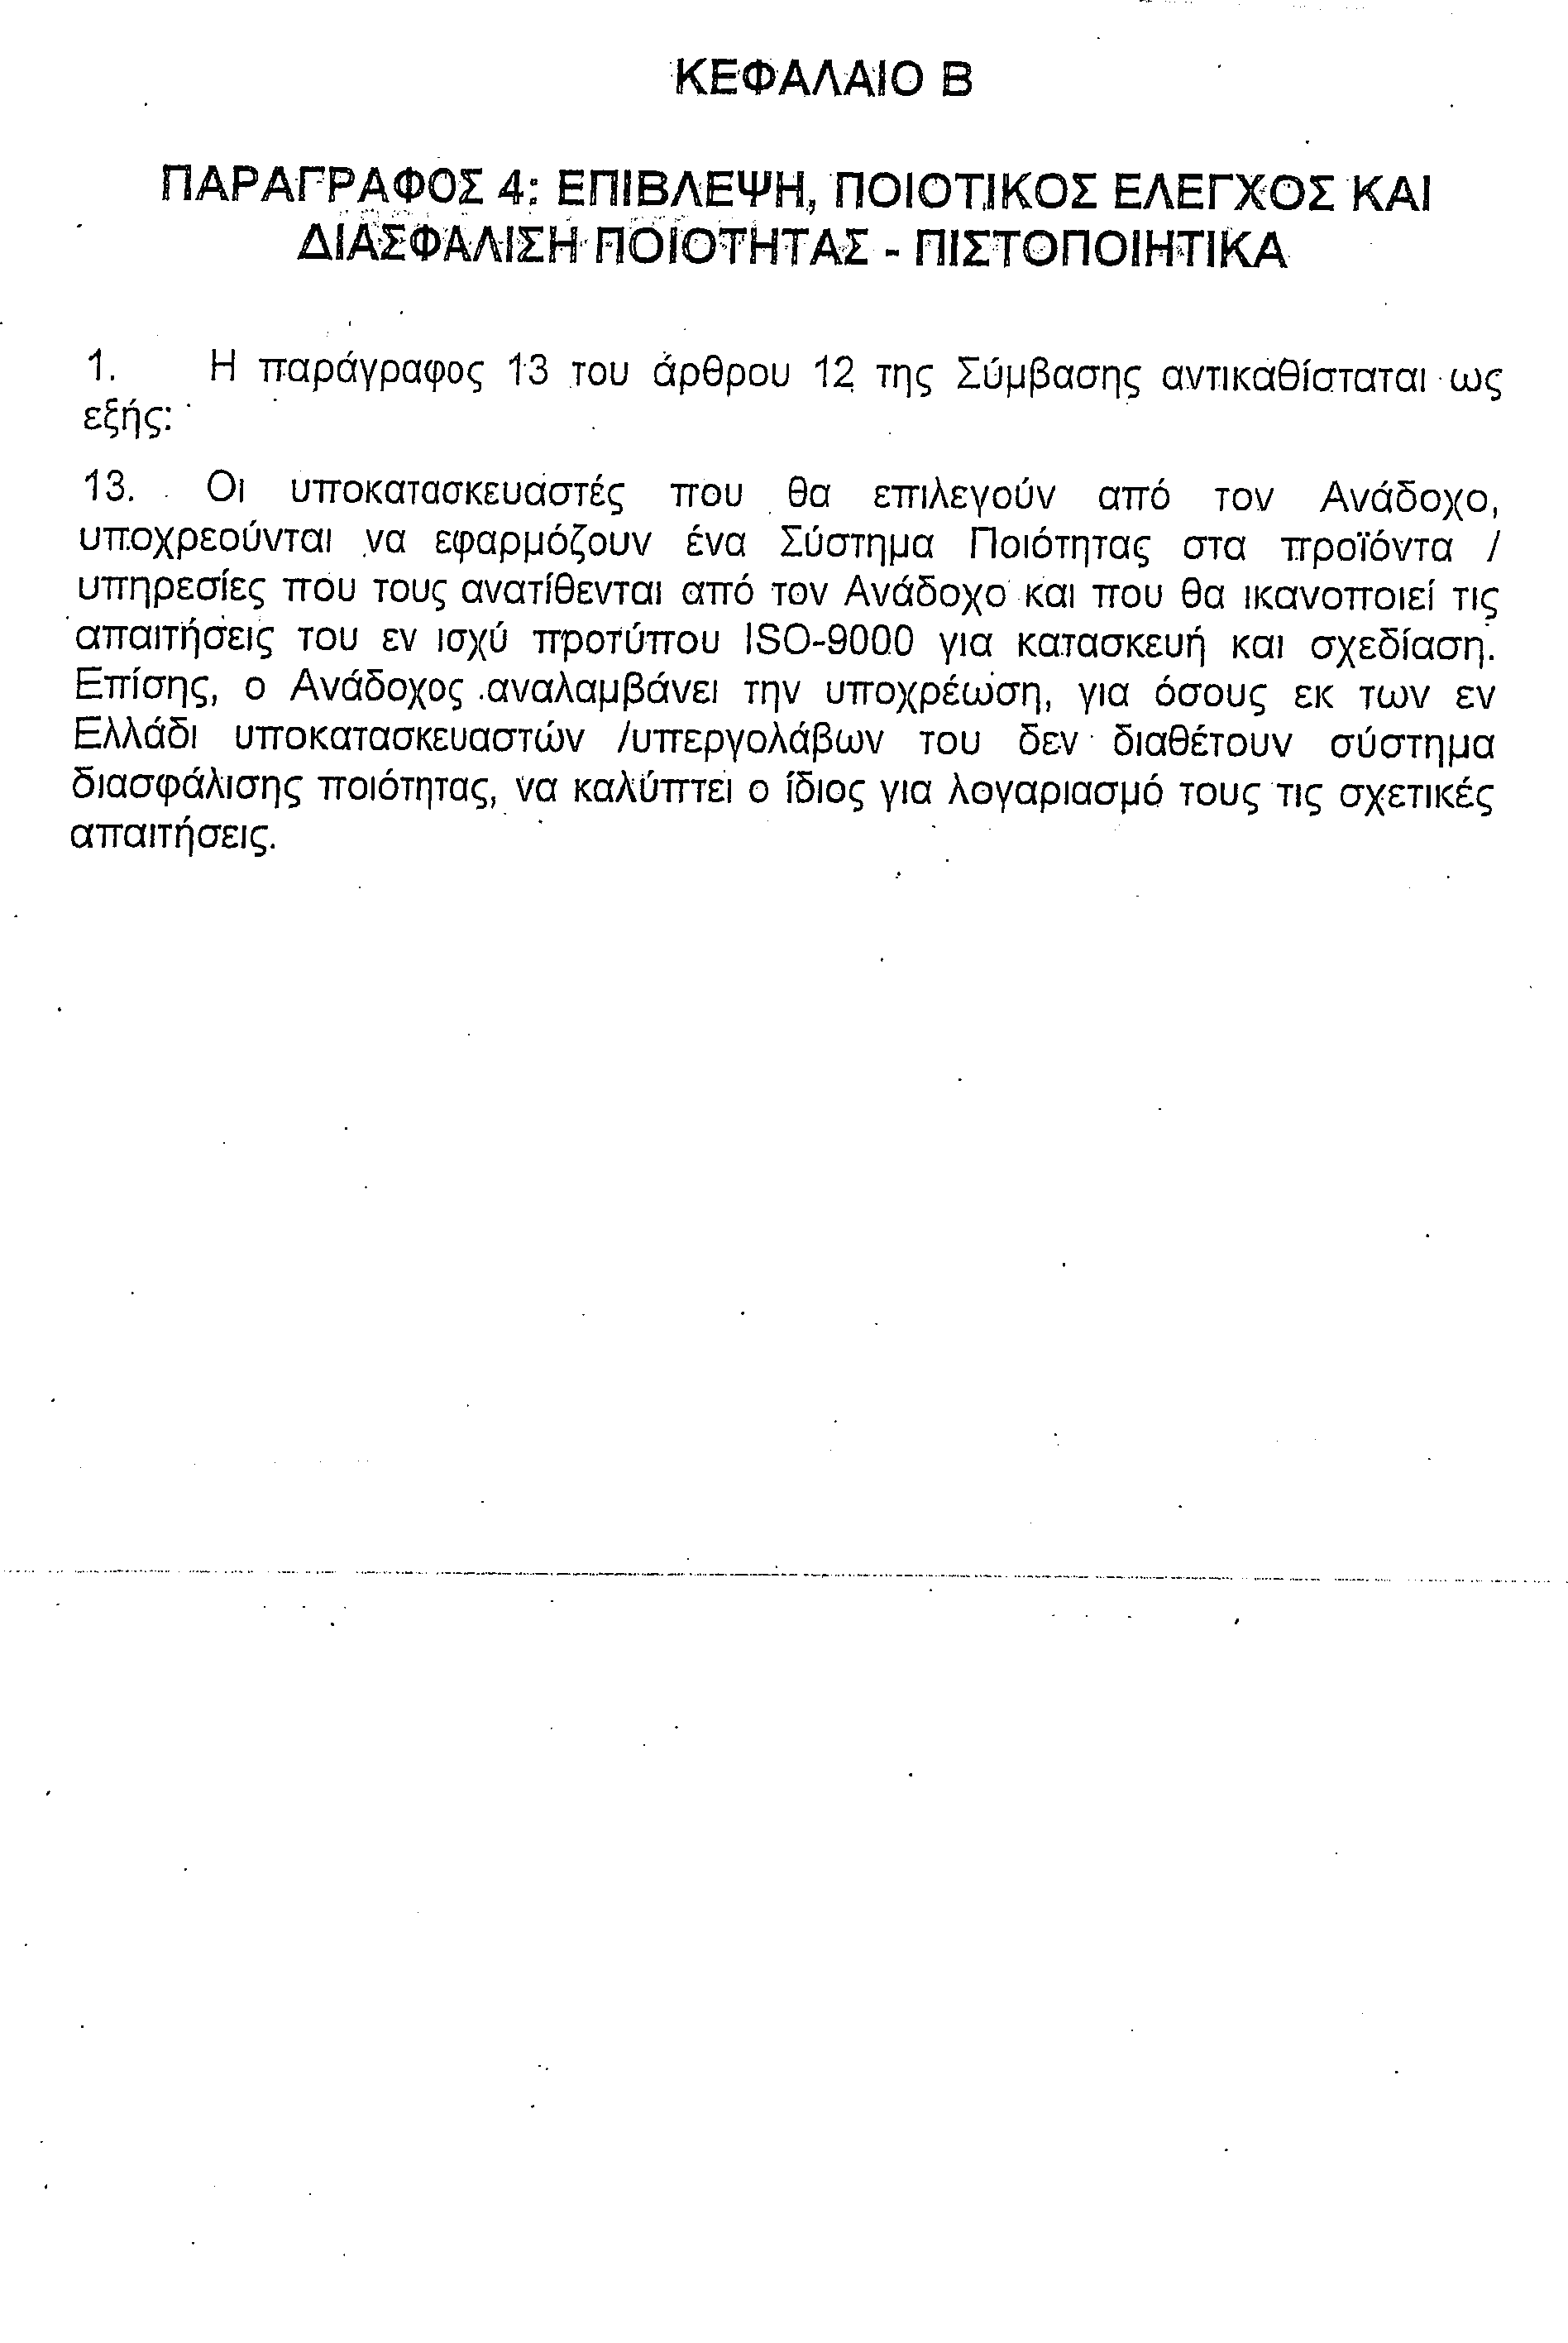 ΚΕΦΑΛΑΙΟ Β
ΠΑΡΑΓΡΑΦΟΣ 4: ΕΠΙΒΛΕΨΗ, ΠΟΙΟΤΙΚΟΣ ΕΛΕΓΧΟΣ ΚΑΙ
ΔΙΑΣΦΑΛΙΣΗ ΠΟΙΟΤΗΤΑΣ - ΠΙΣΤΟΠΟΙΗΤΙΚΑ
1. Η παράγραφος 13 του άρθρου 12 της Σύμβασης αντικαθίσταται ως
εξής:
13. Οι υποκατασκευαστές που θα επιλεγούν από τον Ανάδοχο,
υποχρεούνται να εφαρμόζουν ένα Σύστημα Ποιότητας στα προϊόντα /
υπηρεσίες που τους ανατίθενται από τον Ανάδοχο και που θα ικανοποιεί τις
απαιτήσεις του εν ισχύ προτύπου ISO-9000 για κατασκευή και σχεδίαση.
Επίσης, ο Ανάδοχος αναλαμβάνει την υποχρέωση, για όσους εκ των εν
Ελλάδι υποκατασκευαστών /υπεργολάβων του δεν διαθέτουν σύστημα
διασφάλισης ποιότητας, να καλύπτει ο ίδιος για λογαριασμό τους τις σχετικές
απαιτήσεις.